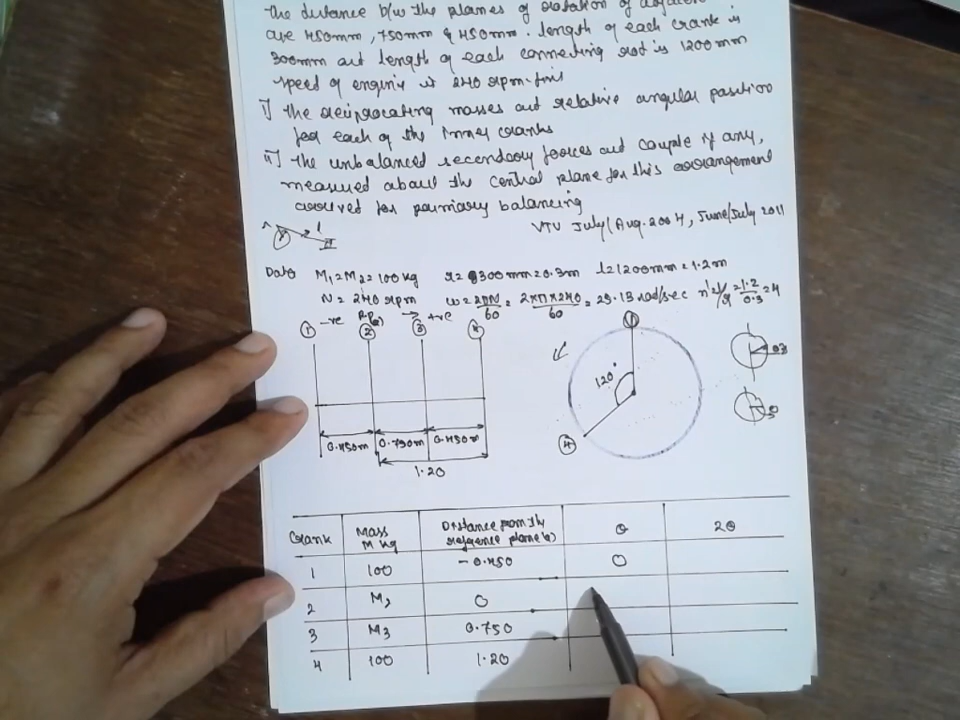 the distance b/w the planes of rotation of adjacent
are 450mm, 750mm & 450mm. length of each crank is
300mm and length of each connecting rod is 1200mm
speed of engine is 240 rpm. find
i] the reciprocating masses and relative angular position
for each of the inner cranks
ii] the unbalanced secondary forces and couple if any,
measured about the central plane for this arrangement
arrived for primary balancing
VTU July/Aug. 2004, June/July 2011
Data M1=M2=100kg r=300mm=0.3m l=1200mm=1.2m
N=240 rpm ω=2πN/60=2×π×240/60=25.13 rad/sec n'=l/r=1.2/0.3=4
-ve R.P → +ve
1 2 3 4
1
120°
4
0.450m 0.750m 0.450m
1.20
Crank Mass M kg Distance from the reference plane θ 2θ
1 100 -0.450 0
2 M2 0
3 M3 0.750
4 100 1.20